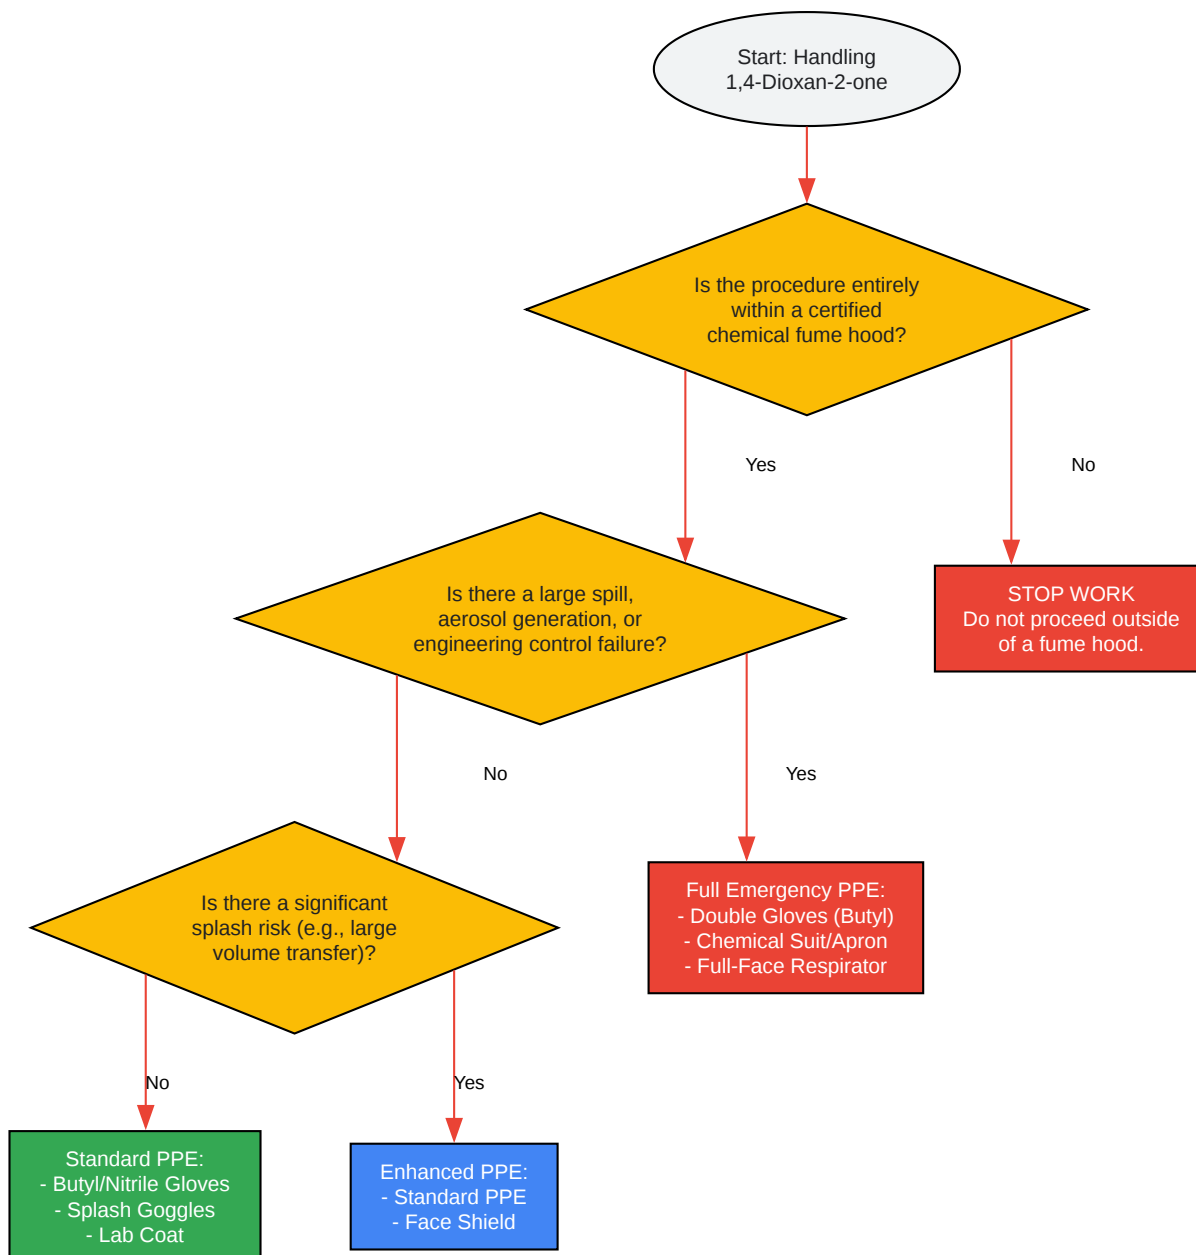 Start: Handling
1,4-Dioxan-2-one
Is the procedure entirely
within a certified
chemical fume hood?
Yes
No
Is there a large spill,
aerosol generation, or
engineering control failure?
STOP WORK
Do not proceed outside
of a fume hood.
No
Yes
Is there a significant
splash risk (e.g., large
volume transfer)?
Full Emergency PPE:
- Double Gloves (Butyl)
- Chemical Suit/Apron
- Full-Face Respirator
No
Yes
Standard PPE:
- Butyl/Nitrile Gloves
- Splash Goggles
- Lab Coat
Enhanced PPE:
- Standard PPE
- Face Shield